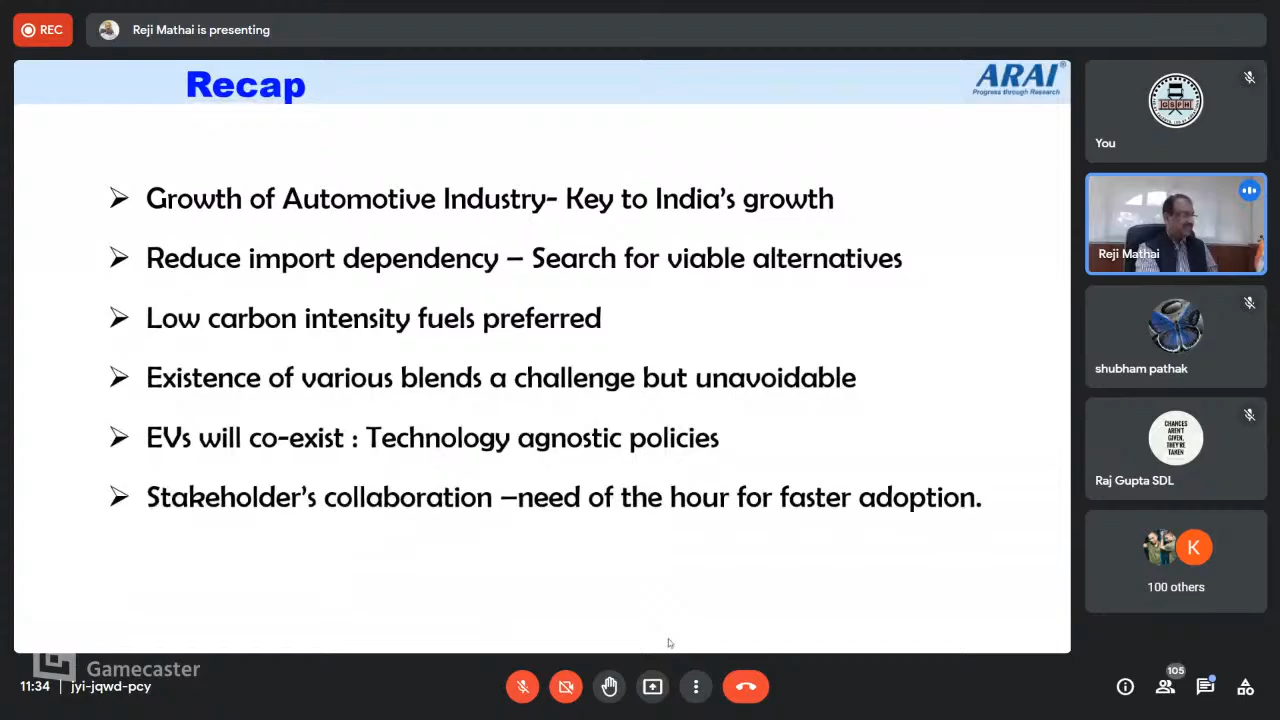 REC
Reji Mathai is presenting
Recap
ARAI
®
Progress through Research
Growth of Automotive Industry- Key to India's growth
Reduce import dependency – Search for viable alternatives
Low carbon intensity fuels preferred
Existence of various blends a challenge but unavoidable
EVs will co-exist : Technology agnostic policies
Stakeholder's collaboration –need of the hour for faster adoption.
GSPH
You
Reji Mathai
shubham pathak
CHANCES
AREN'T
GIVEN,
THEY'RE
TAKEN
Raj Gupta SDL
K
100 others
Gamecaster
11:34 | jyi-jqwd-pcy
105